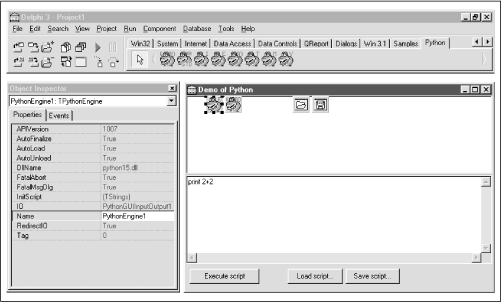 Delphi 3 - Project1
File Edit Search View Project Run Component Database Tools Help
Win32 System Internet Data Access Data Controls QReport Dialogs Win 3.1 Samples Python
Object Inspector
PythonEngine1: TPythonEngine
Properties Events
APIVersion 1007
AutoFinalize True
AutoLoad True
AutoUnload True
DllName python15.dll
FatalAbort True
FatalMsgDlg True
InitScript (TStrings)
IO PythonGUIInputOutput1
Name PythonEngine1
RedirectIO True
Tag 0
Demo of Python
print 2+2
Execute script Load script... Save script...